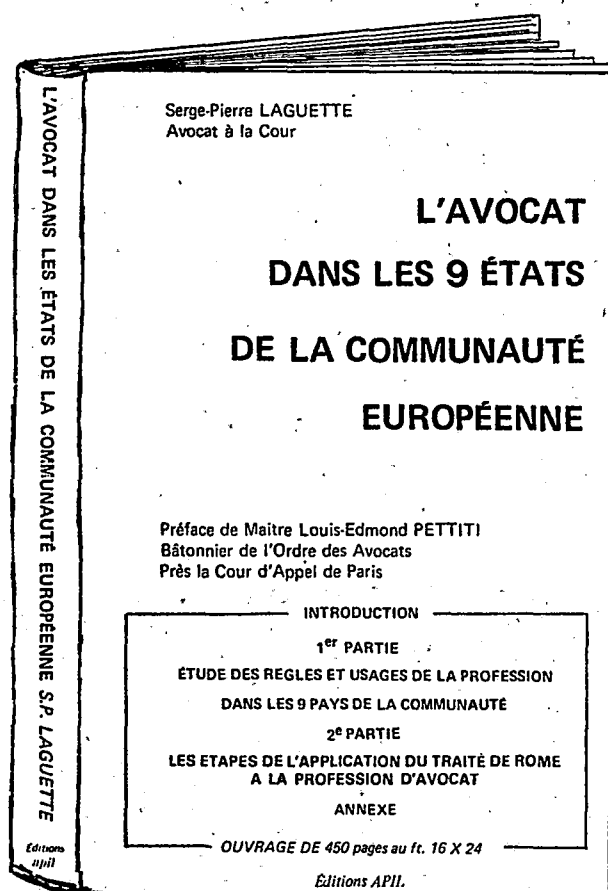 L'AVOCAT DANS LES ÉTATS DE LA COMMUNAUTÉ EUROPÉENNE S.P. LAGUETTE
Éditions
apil
Serge-Pierre LAGUETTE
Avocat à la Cour
L'AVOCAT
DANS LES 9 ÉTATS
DE LA COMMUNAUTÉ
EUROPÉENNE
Préface de Maitre Louis-Edmond PETTITI
Bâtonnier de l'Ordre des Avocats
Près la Cour d'Appel de Paris
INTRODUCTION
1er PARTIE
ÉTUDE DES REGLES ET USAGES DE LA PROFESSION
DANS LES 9 PAYS DE LA COMMUNAUTÉ
2e PARTIE
LES ETAPES DE L'APPLICATION DU TRAITÉ DE ROME
A LA PROFESSION D'AVOCAT
ANNEXE
OUVRAGE DE 450 pages au ft. 16 X 24
Éditions APIL